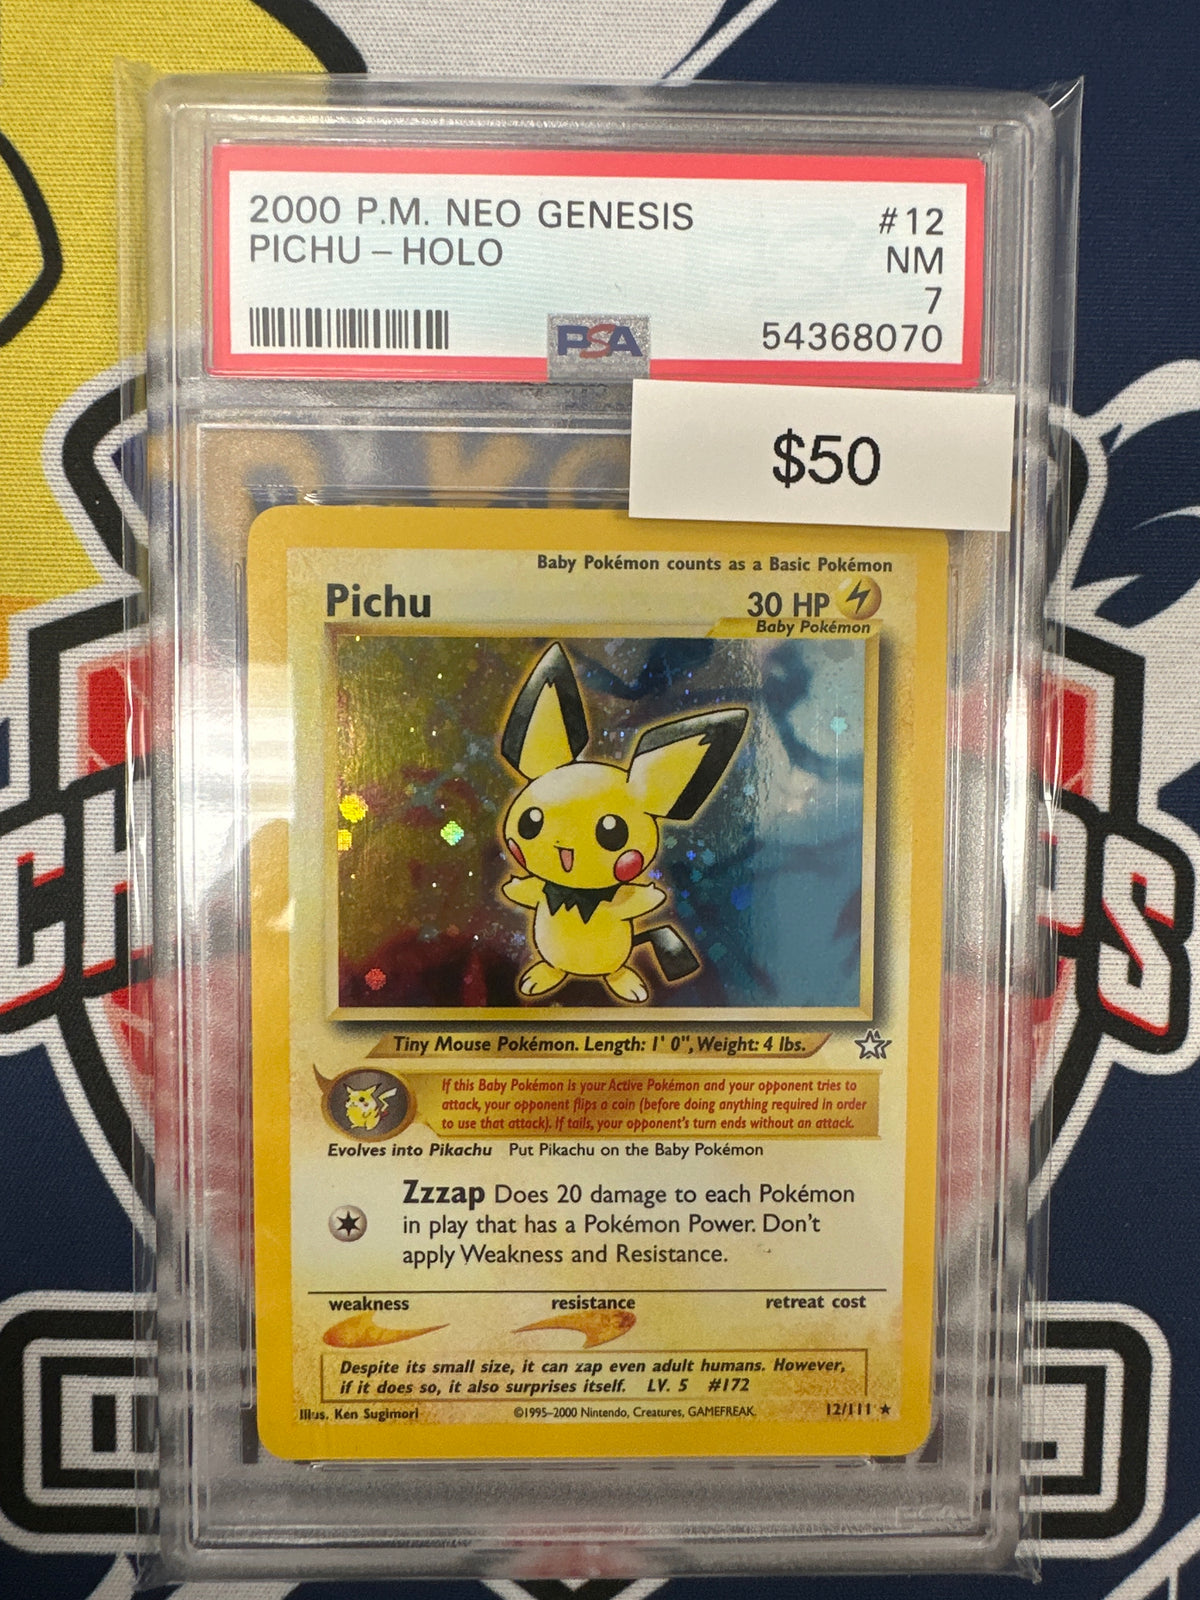 2000 P.M. NEO GENESIS #12
PICHU – HOLO NM
7
PSA 54368070
$50
Baby Pokémon counts as a Basic Pokémon
Pichu 30 HP
Baby Pokémon
Tiny Mouse Pokémon. Length: 1' 0", Weight: 4 lbs.
If this Baby Pokémon is your Active Pokémon and your opponent tries to
attack, your opponent flips a coin (before doing anything required in order
to use that attack). If tails, your opponent's turn ends without an attack.
Evolves into Pikachu Put Pikachu on the Baby Pokémon
Zzzap Does 20 damage to each Pokémon
in play that has a Pokémon Power. Don't
apply Weakness and Resistance.
weakness resistance retreat cost
Despite its small size, it can zap even adult humans. However,
if it does so, it also surprises itself. LV. 5 #172
Illus. Ken Sugimori ©1995–2000 Nintendo, Creatures, GAMEFREAK. 12/111 ★